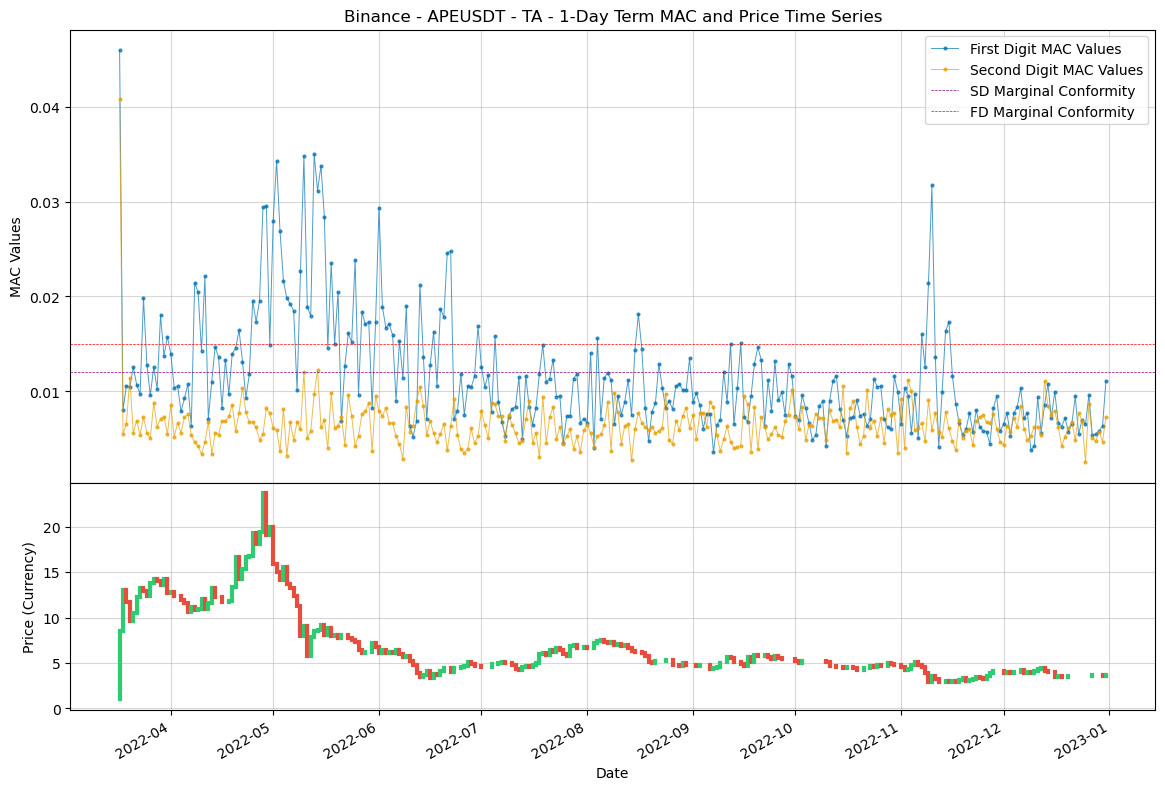 Binance - APEUSDT - TA - 1-Day Term MAC and Price Time Series
First Digit MAC Values
Second Digit MAC Values
SD Marginal Conformity
FD Marginal Conformity
MAC Values
0.04
0.03
0.02
0.01
Price (Currency)
20
15
10
5
0
2022-04
2022-05
2022-06
2022-07
2022-08
2022-09
2022-10
2022-11
2022-12
2023-01
Date